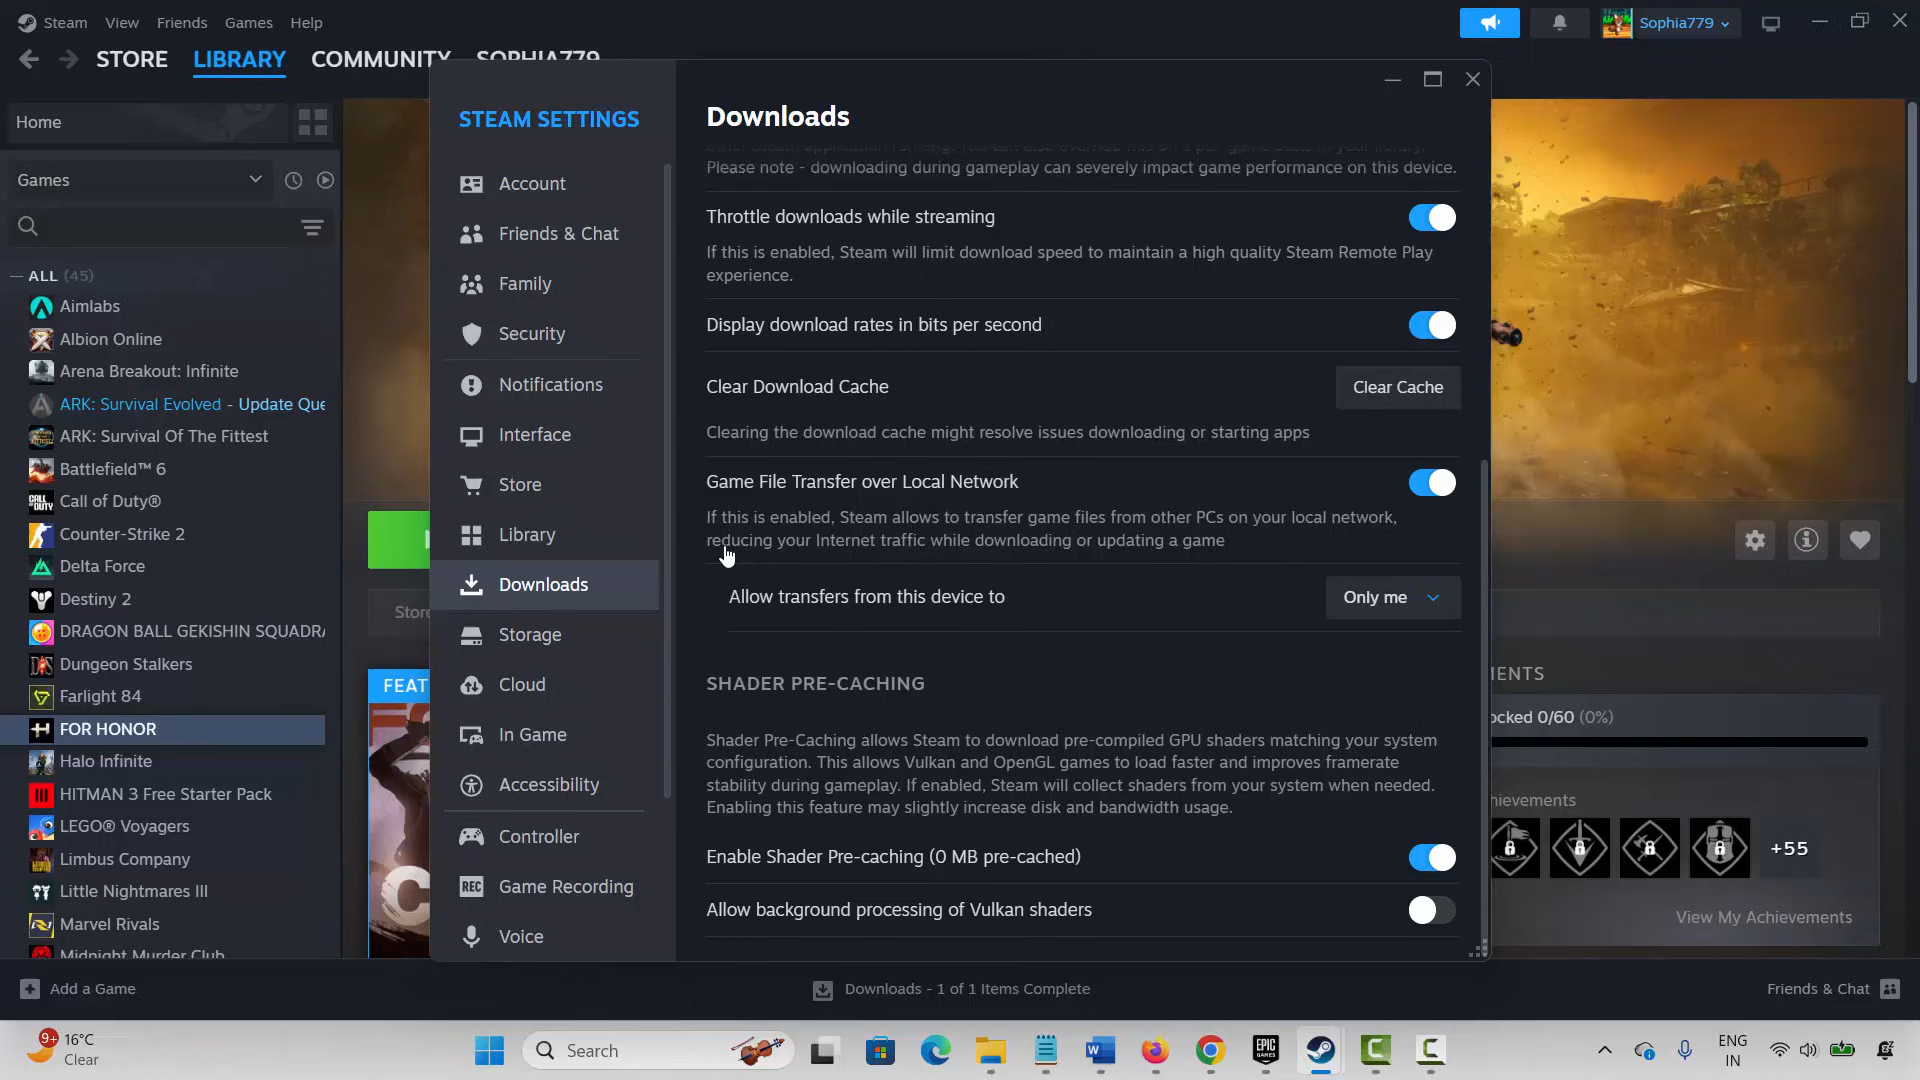 Steam View Friends Games Help
Sophia779
STORE LIBRARY COMMUNITY SOPHIA779
Home
Games
ALL (45)
Aimlabs
Albion Online
Arena Breakout: Infinite
ARK: Survival Evolved - Update Que
ARK: Survival Of The Fittest
Battlefield™ 6
Call of Duty®
Counter-Strike 2
Delta Force
Destiny 2
DRAGON BALL GEKISHIN SQUADRA
Dungeon Stalkers
Farlight 84
FOR HONOR
Halo Infinite
HITMAN 3 Free Starter Pack
LEGO® Voyagers
Limbus Company
Little Nightmares III
Marvel Rivals
Midnight Murder Club
Store
FEAT
STEAM SETTINGS
Account
Friends & Chat
Family
Security
Notifications
Interface
Store
Library
Downloads
Storage
Cloud
In Game
Accessibility
Controller
REC Game Recording
Voice
Downloads
Please note - downloading during gameplay can severely impact game performance on this device.
Throttle downloads while streaming
If this is enabled, Steam will limit download speed to maintain a high quality Steam Remote Play
experience.
Display download rates in bits per second
Clear Download Cache
Clear Cache
Clearing the download cache might resolve issues downloading or starting apps
Game File Transfer over Local Network
If this is enabled, Steam allows to transfer game files from other PCs on your local network,
reducing your Internet traffic while downloading or updating a game
Allow transfers from this device to
Only me
SHADER PRE-CACHING
Shader Pre-Caching allows Steam to download pre-compiled GPU shaders matching your system
configuration. This allows Vulkan and OpenGL games to load faster and improves framerate
stability during gameplay. If enabled, Steam will collect shaders from your system when needed.
Enabling this feature may slightly increase disk and bandwidth usage.
Enable Shader Pre-caching (0 MB pre-cached)
Allow background processing of Vulkan shaders
MENTS
ocked 0/60 (0%)
hievements
+55
View My Achievements
Add a Game
Downloads - 1 of 1 Items Complete
Friends & Chat
9+
16°C
Clear
Search
EPIC
GAMES
ENG
IN